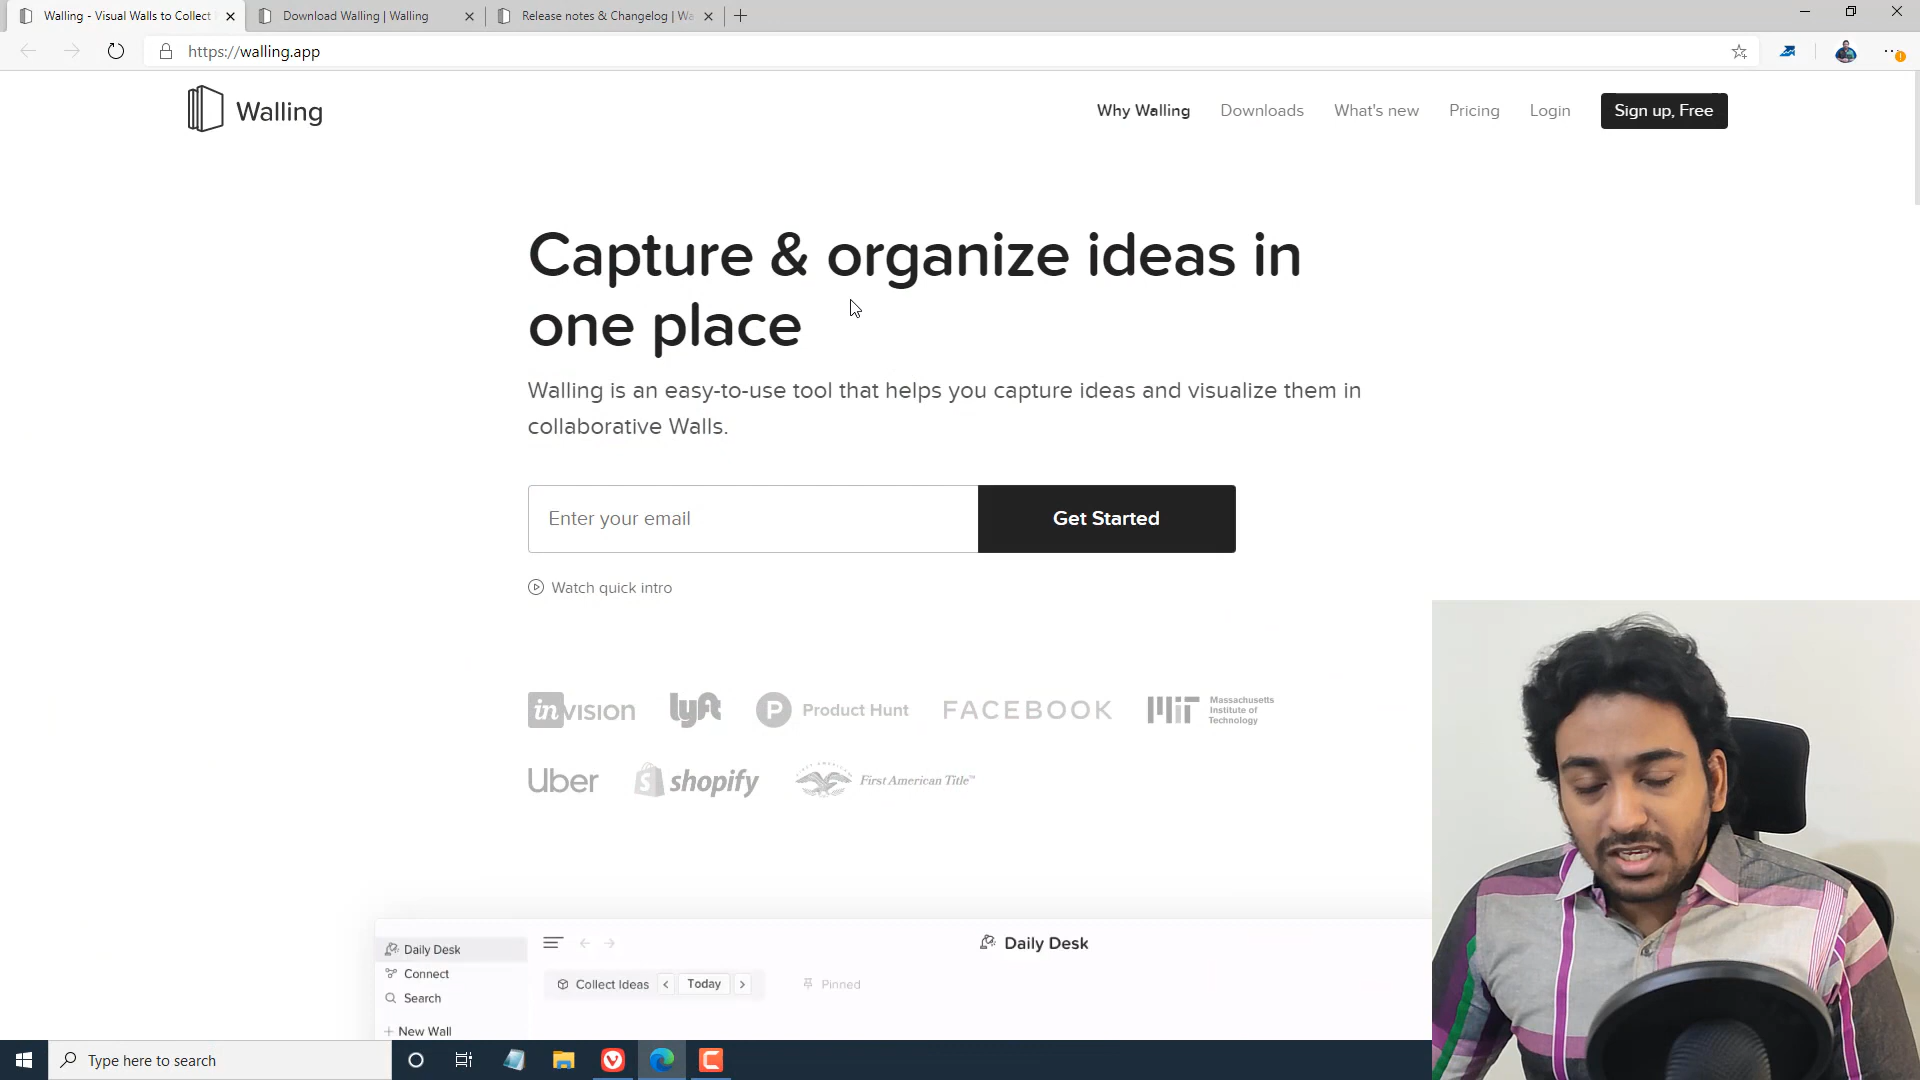 Walling - Visual Walls to Collect
Download Walling | Walling
Release notes & Changelog | Wa
https://walling.app
Walling
Why Walling
Downloads
What's new
Pricing
Login
Sign up, Free
Capture & organize ideas in
one place
Walling is an easy-to-use tool that helps you capture ideas and visualize them in
collaborative Walls.
Enter your email
Get Started
Watch quick intro
invision
lyft
P Product Hunt
FACEBOOK
MIT Massachusetts
Institute of
Technology
Uber
shopify
First American Title™
Daily Desk
Connect
Search
+ New Wall
Daily Desk
Collect Ideas
Today
Pinned
Type here to search